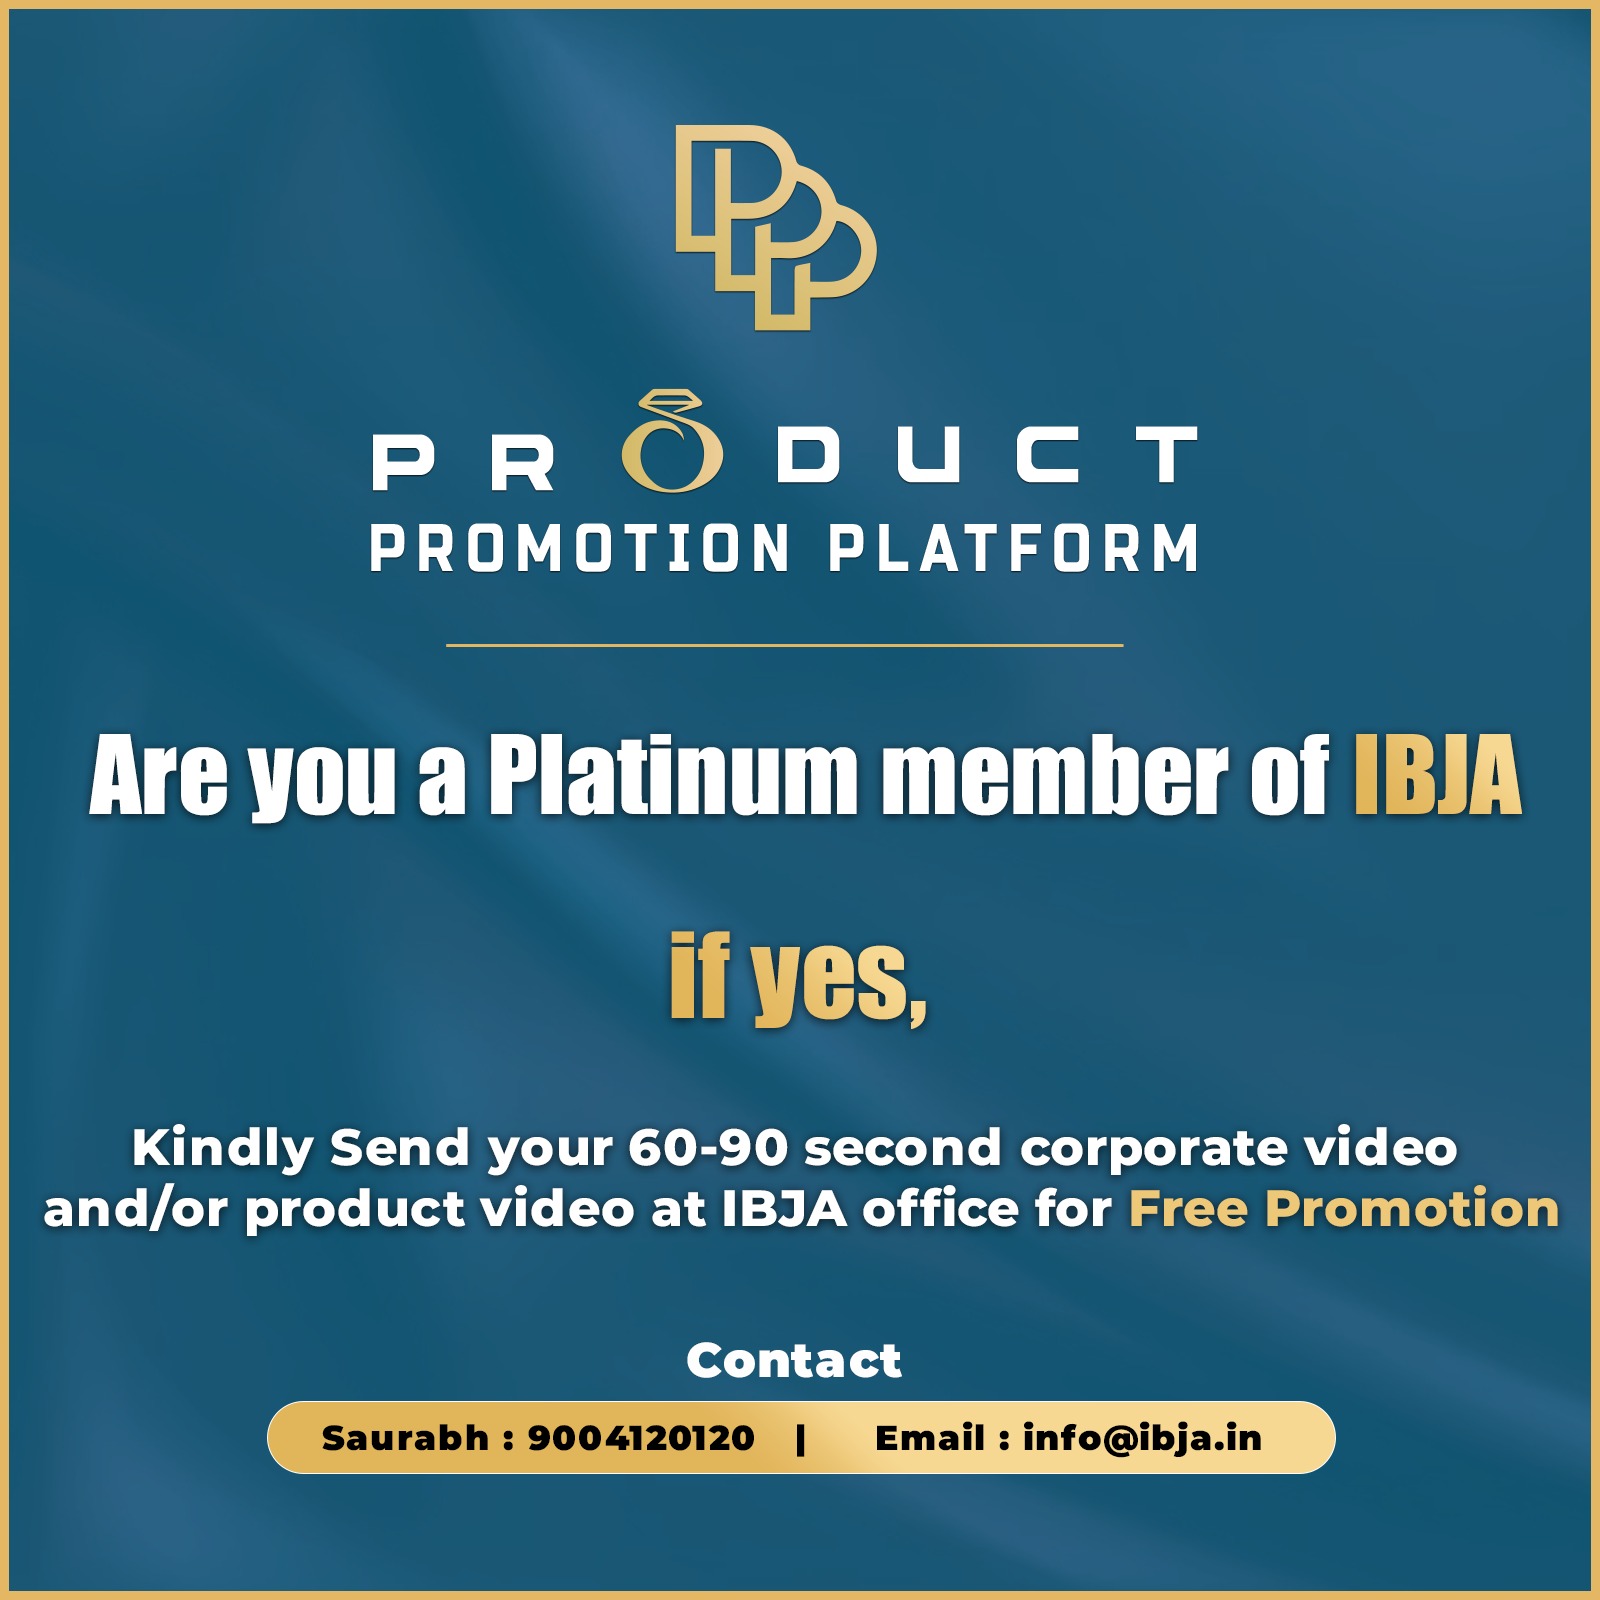 PPP
PRODUCT
PROMOTION PLATFORM
Are you a Platinum member of IBJA
if yes,
Kindly Send your 60-90 second corporate video
and/or product video at IBJA office for Free Promotion
Contact
Saurabh : 9004120120 | Email : info@ibja.in